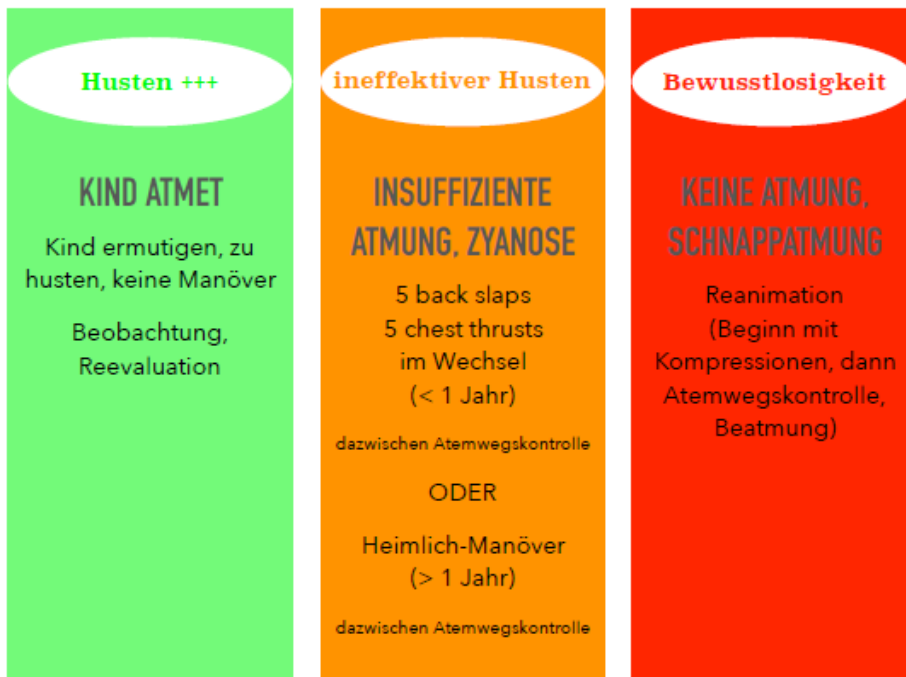 Husten +++
KIND ATMET
Kind ermutigen, zu
husten, keine Manöver
Beobachtung,
Reevaluation
ineffektiver Husten
INSUFFIZIENTE
ATMUNG, ZYANOSE
5 back slaps
5 chest thrusts
im Wechsel
(< 1 Jahr)
dazwischen Atemwegskontrolle
ODER
Heimlich-Manöver
(> 1 Jahr)
dazwischen Atemwegskontrolle
Bewusstlosigkeit
KEINE ATMUNG,
SCHNAPPATMUNG
Reanimation
(Beginn mit
Kompressionen, dann
Atemwegskontrolle,
Beatmung)